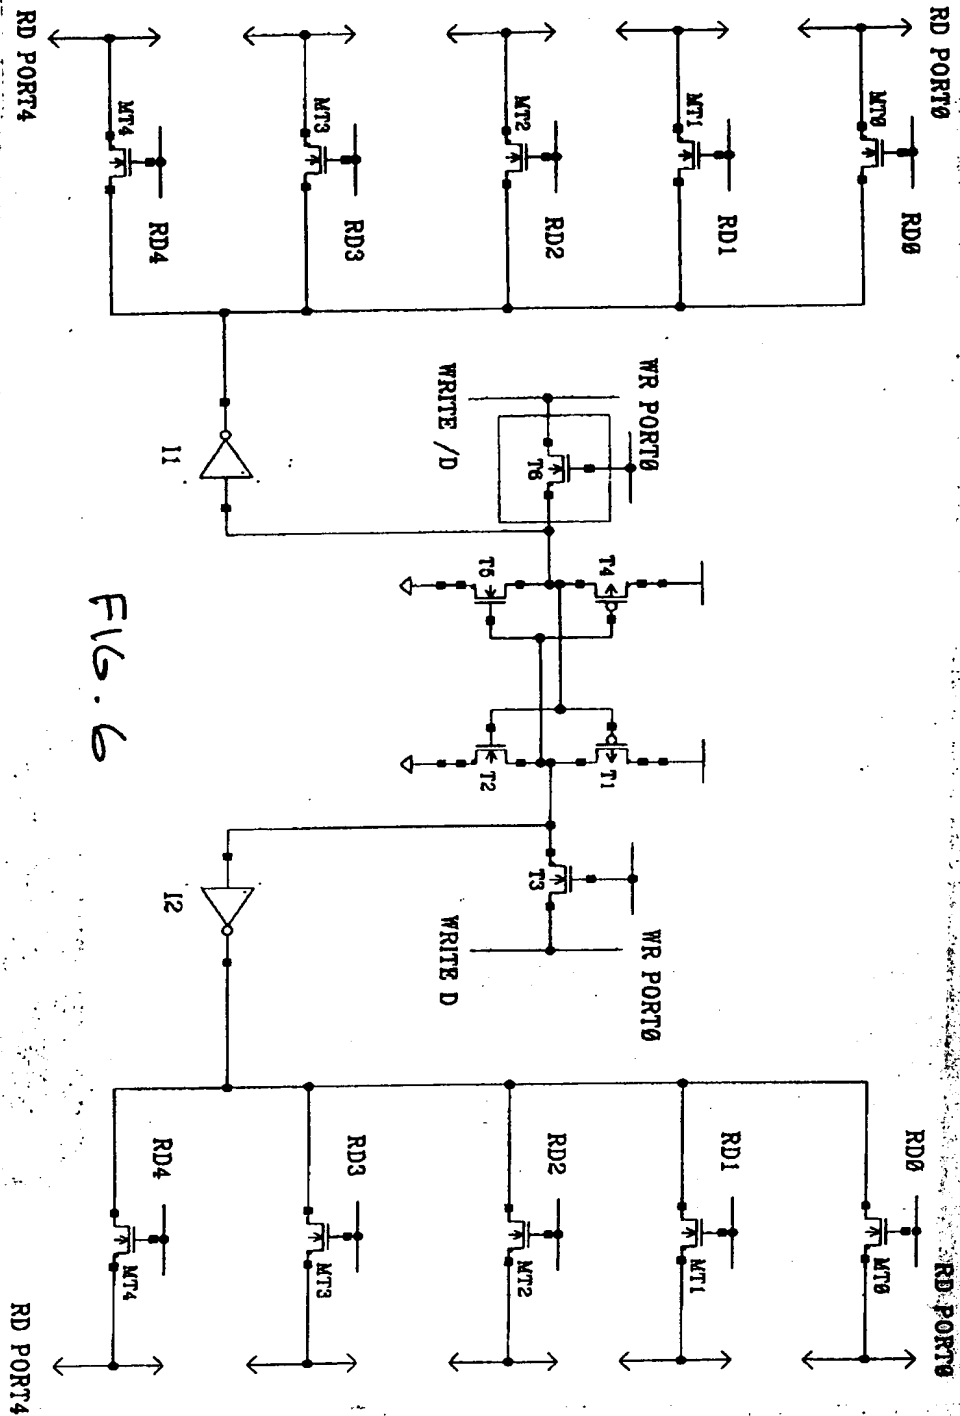 RD PORT0
RD PORT4
MT0
MT1
MT2
MT3
MT4
RD0
RD1
RD2
RD3
RD4
WR PORT0
WRITE /D
T6
I1
T4
T5
T1
T2
T3
WR PORT0
WRITE D
I2
RD0
RD1
RD2
RD3
RD4
MT0
MT1
MT2
MT3
MT4
RD PORT0
RD PORT4
FIG. 6